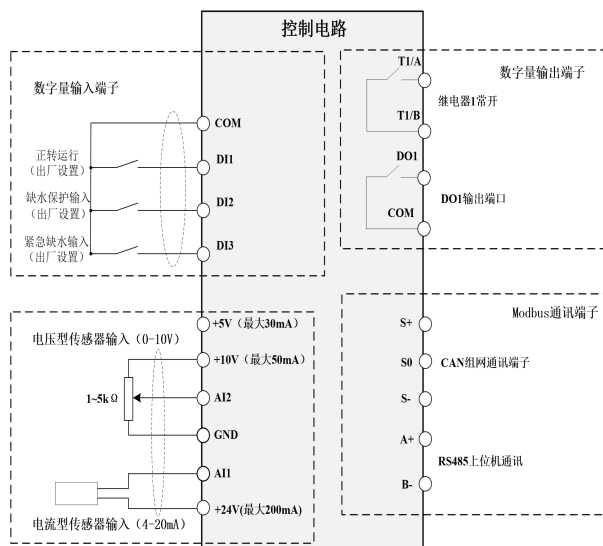 控制电路
数字量输入端子
COM
正转运行
（出厂设置）
DI1
缺水保护输入
（出厂设置）
DI2
紧急缺水输入
（出厂设置）
DI3
数字量输出端子
T1/A
继电器1常开
T1/B
DO1
DO1输出端口
COM
+5V（最大30mA）
电压型传感器输入（0-10V）
+10V（最大50mA）
1~5kΩ
AI2
GND
AI1
+24V(最大200mA)
电流型传感器输入（4-20mA）
Modbus通讯端子
S+
S0
CAN组网通讯端子
S-
A+
RS485上位机通讯
B-